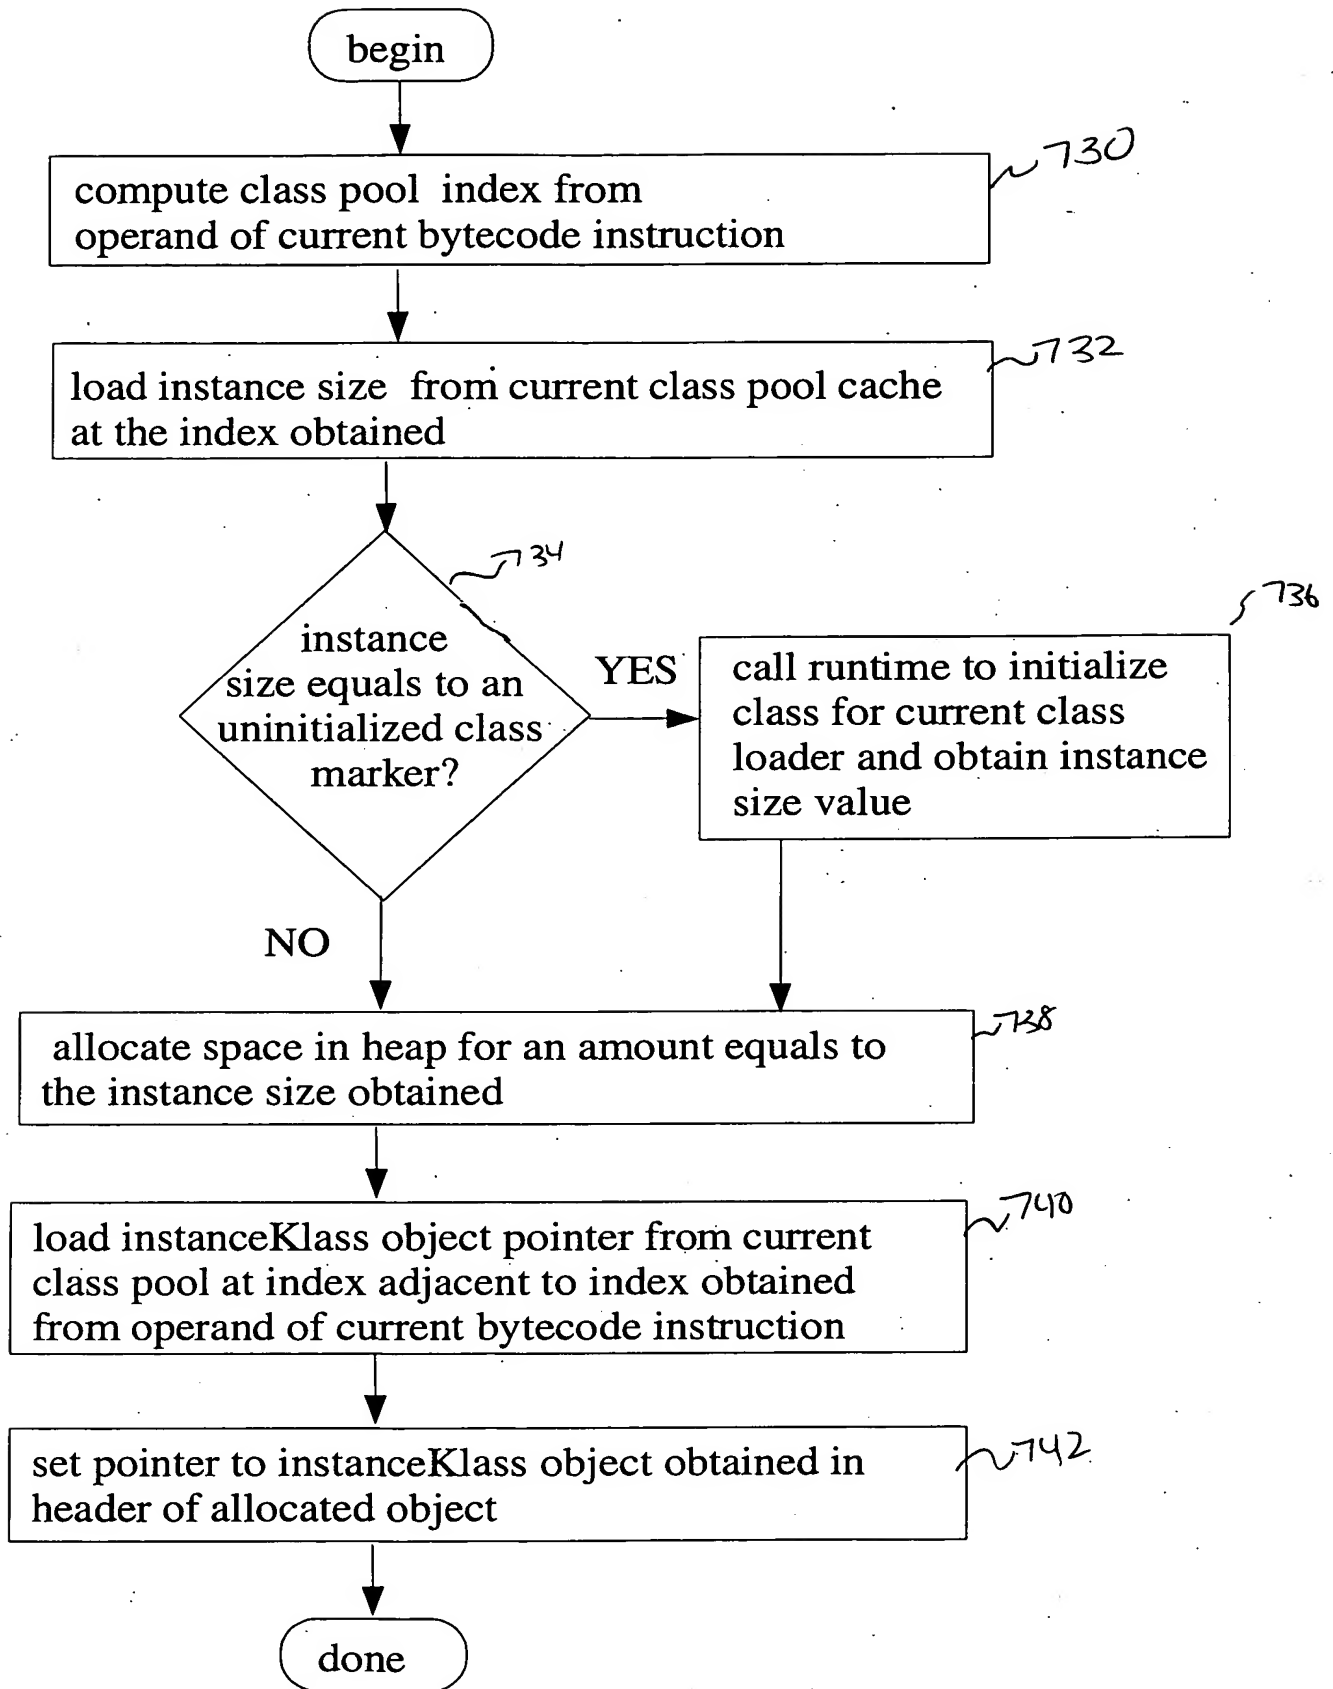 begin
730
compute class pool index from
operand of current bytecode instruction
732
load instance size from current class pool cache
at the index obtained
734
instance
size equals to an
uninitialized class
marker?
YES
736
call runtime to initialize
class for current class
loader and obtain instance
size value
NO
738
allocate space in heap for an amount equals to
the instance size obtained
740
load instanceKlass object pointer from current
class pool at index adjacent to index obtained
from operand of current bytecode instruction
742
set pointer to instanceKlass object obtained in
header of allocated object
done